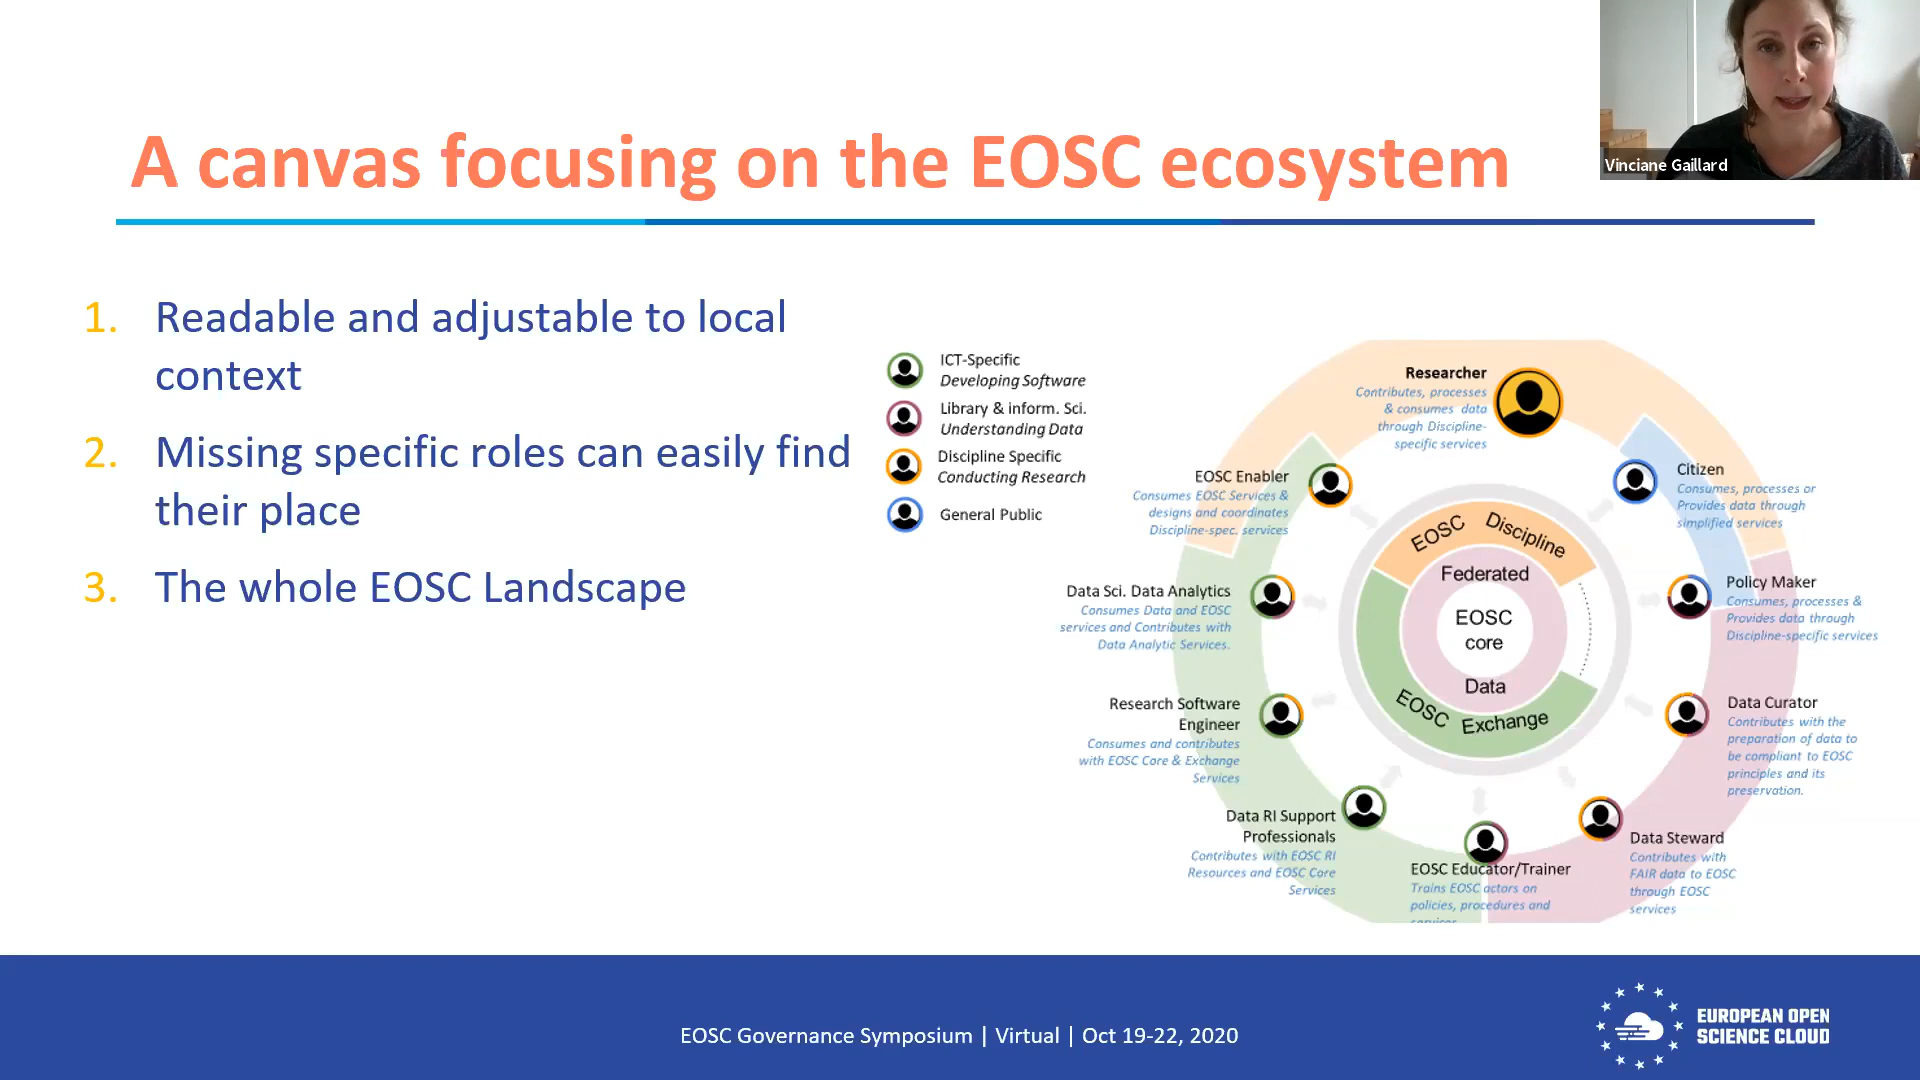 A canvas focusing on the EOSC ecosystem
Vinciane Gaillard
1. Readable and adjustable to local
context
2. Missing specific roles can easily find
their place
3. The whole EOSC Landscape
ICT-Specific
Developing Software
Library & inform. Sci.
Understanding Data
Discipline Specific
Conducting Research
General Public
Researcher
Contributes, processes
& consumes data
through Discipline-
specific services
EOSC Enabler
Consumes EOSC Services &
designs and coordinates
Discipline-spec. services
Data Sci. Data Analytics
Consumes Data and EOSC
services and Contributes with
Data Analytic Services.
Research Software
Engineer
Consumes and contributes
with EOSC Core & Exchange
Services
Data RI Support
Professionals
Contributes with EOSC RI
Resources and EOSC Core
Services
EOSC Educator/Trainer
Trains EOSC actors on
policies, procedures and
services
Data Steward
Contributes with
FAIR data to EOSC
through EOSC
services
Data Curator
Contributes with the
preparation of data to
be compliant to EOSC
principles and its
preservation.
Policy Maker
Consumes, processes &
Provides data through
Discipline-specific services
Citizen
Consumes, processes or
Provides data through
simplified services
EOSC Discipline
Federated
EOSC
core
Data
EOSC Exchange
EOSC Governance Symposium | Virtual | Oct 19-22, 2020
EUROPEAN OPEN
SCIENCE CLOUD